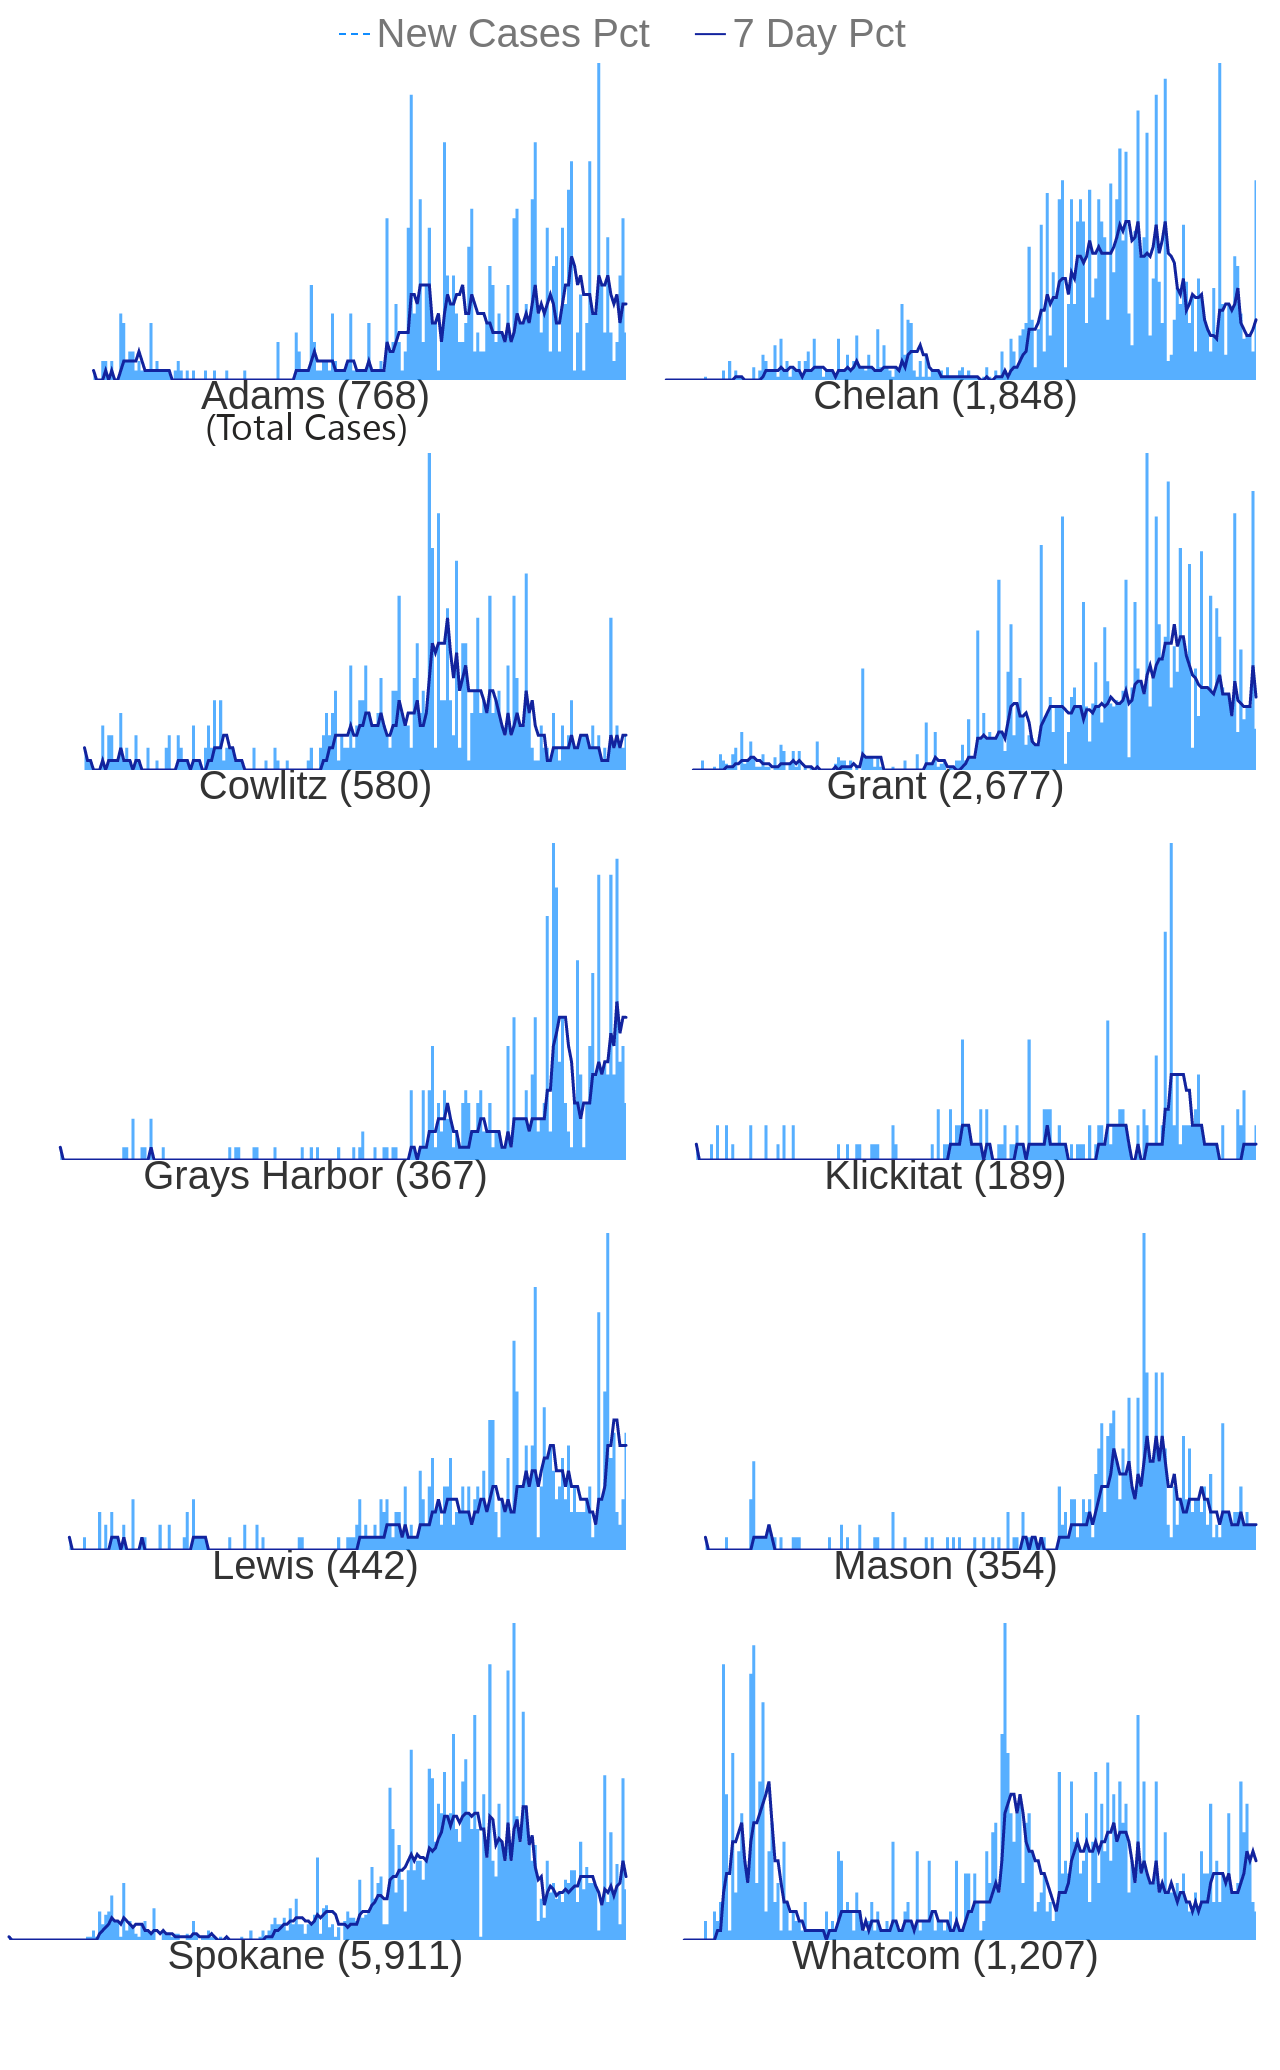 New Cases Pct 7 Day Pct
Adams (768)
(Total Cases)
Chelan (1,848)
Cowlitz (580)
Grant (2,677)
Grays Harbor (367)
Klickitat (189)
Lewis (442)
Mason (354)
Spokane (5,911)
Whatcom (1,207)